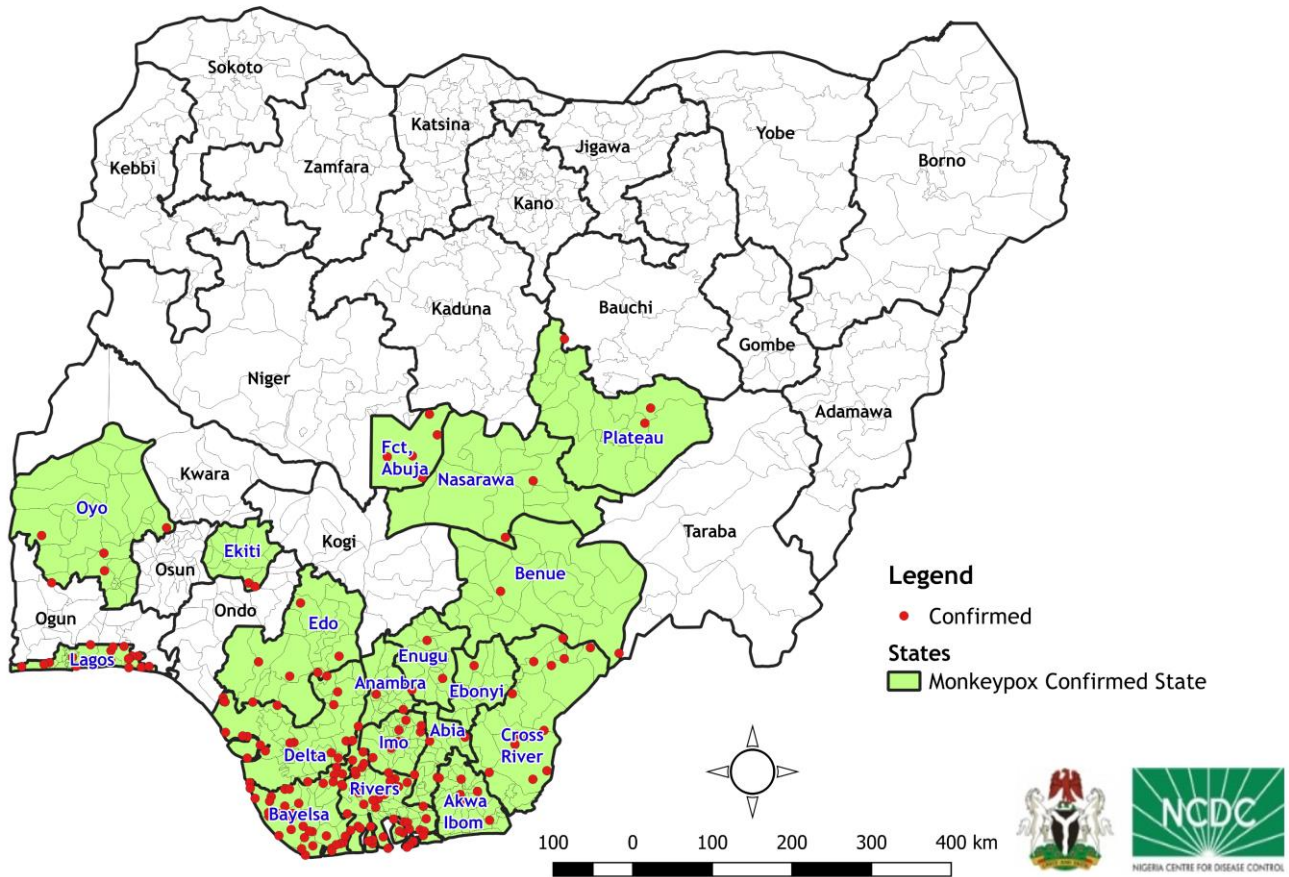 Sokoto
Katsina
Yobe
Jigawa
Borno
Kebbi
Zamfara
Kano
Kaduna
Bauchi
Gombe
Niger
Adamawa
Plateau
Fct,
Abuja
Kwara
Nasarawa
Oyo
Taraba
Kogi
Ekiti
Osun
Benue
Ondo
Ogun
Edo
Lagos
Enugu
Anambra
Ebonyi
Abia
Cross
River
Imo
Delta
Rivers
Akwa
Ibom
Bayelsa
Legend
Confirmed
States
Monkeypox Confirmed State
100 0 100 200 300 400 km
NCDC
NIGERIA CENTRE FOR DISEASE CONTROL